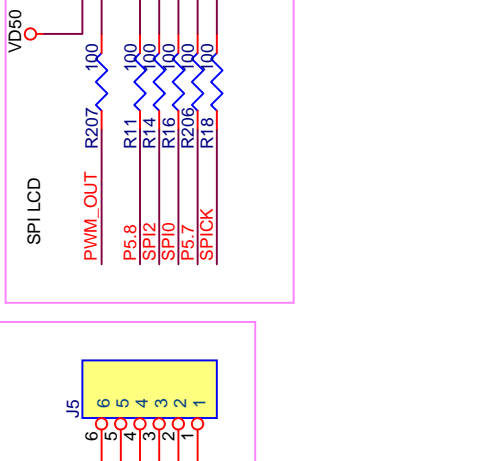 VD50
100
100
100
100
100
100
R207
R11
R14
R16
R206
R18
SPI LCD
PWM_OUT
P5.8
SPI2
SPI0
P5.7
SPICK
J5
6
5
4
3
2
1
6
5
4
3
2
1